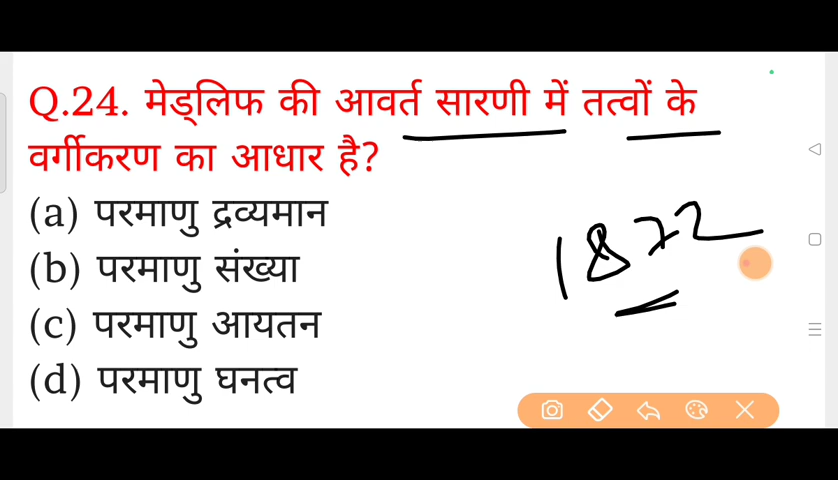 Q.24. मेड्लिफ की आवर्त सारणी में तत्वों के
वर्गीकरण का आधार है?
(a) परमाणु द्रव्यमान
(b) परमाणु संख्या
(c) परमाणु आयतन
(d) परमाणु घनत्व
1872